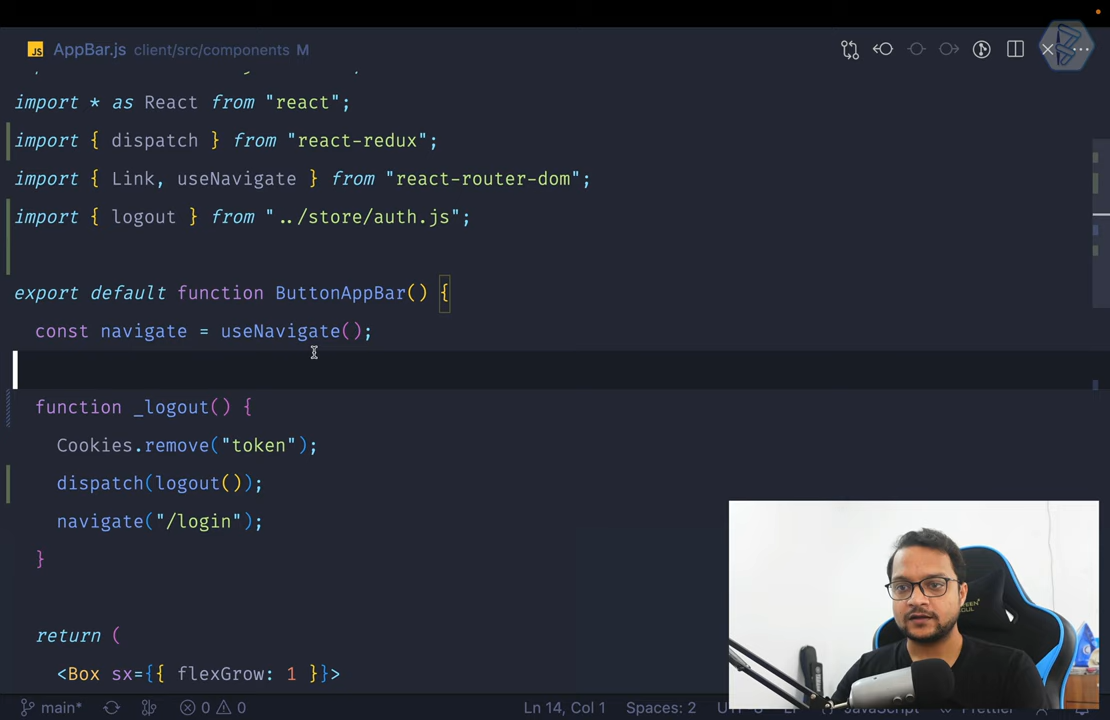 JS AppBar.js client/src/components M
import * as React from "react";
import { dispatch } from "react-redux";
import { Link, useNavigate } from "react-router-dom";
import { logout } from "../store/auth.js";
export default function ButtonAppBar() {
const navigate = useNavigate();
function _logout() {
Cookies.remove("token");
dispatch(logout());
navigate("/login");
}
return (
<Box sx={{ flexGrow: 1 }}>
main* 0 0 Ln 14, Col 1 Spaces: 2